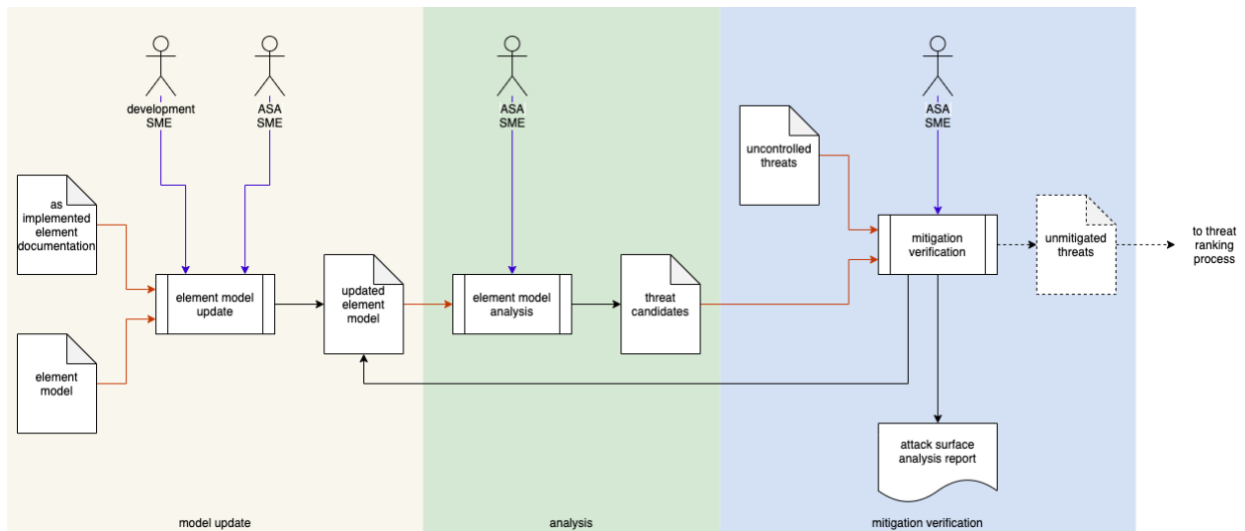 development
SME
ASA
SME
as
implemented
element
documentation
element
model
element model
update
updated
element
model
model update
ASA
SME
element model
analysis
threat
candidates
analysis
ASA
SME
uncontrolled
threats
mitigation
verification
unmitigated
threats
to threat
ranking
process
attack surface
analysis report
mitigation verification